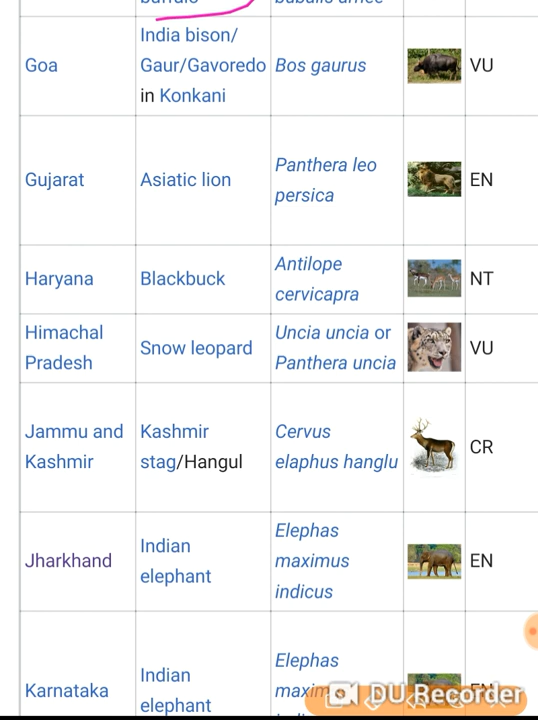 Goa
India bison/
Gaur/Gavoredo
in Konkani
Bos gaurus
VU
Gujarat
Asiatic lion
Panthera leo
persica
EN
Haryana
Blackbuck
Antilope
cervicapra
NT
Himachal
Pradesh
Snow leopard
Uncia uncia or
Panthera uncia
VU
Jammu and
Kashmir
Kashmir
stag/Hangul
Cervus
elaphus hanglu
CR
Jharkhand
Indian
elephant
Elephas
maximus
indicus
EN
Karnataka
Indian
elephant
Elephas
DU Recorder